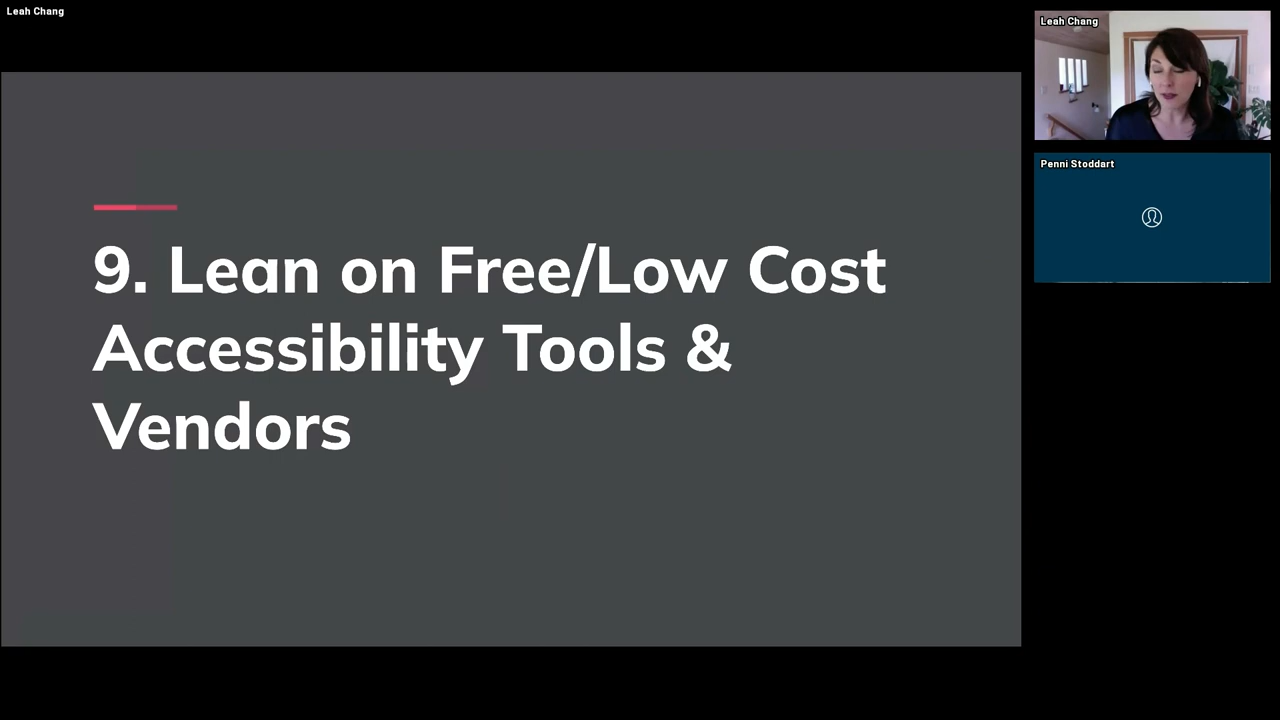 Leah Chang
9. Lean on Free/Low Cost
Accessibility Tools &
Vendors
Leah Chang
Penni Stoddart